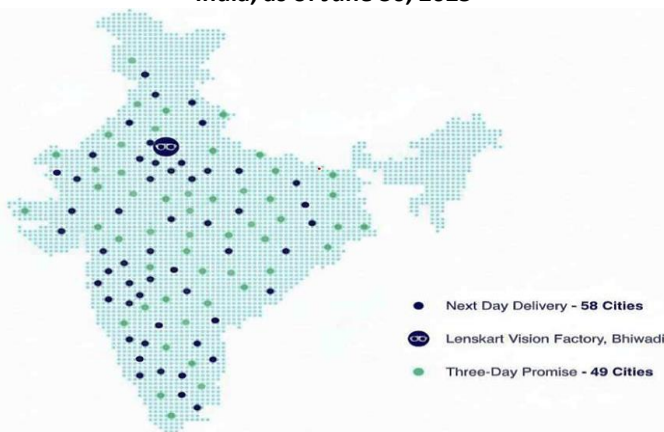 India, as of June 30, 2025
Next Day Delivery - 58 Cities
Lenskart Vision Factory, Bhiwadi
Three-Day Promise - 49 Cities